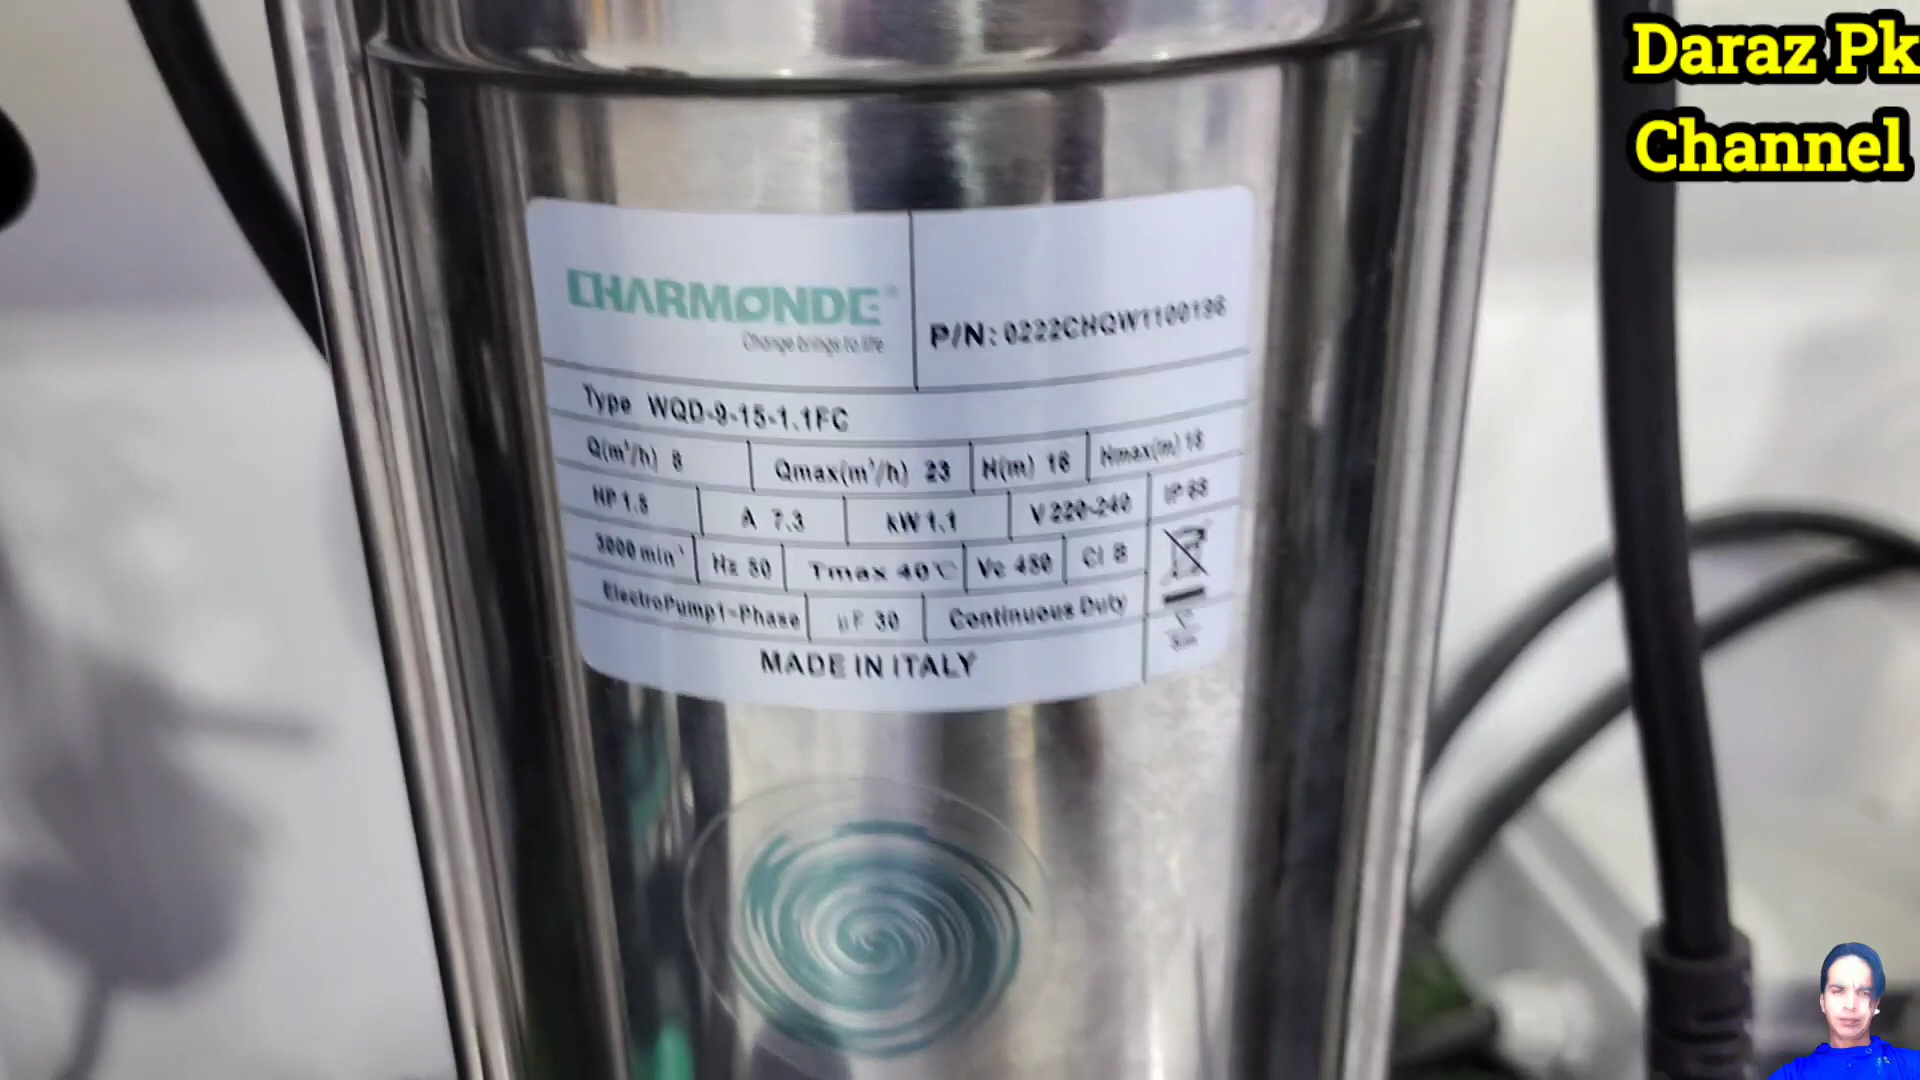 Daraz Pk
Channel
CHARMONDE®
Change brings to life
P/N: 0222CHQW1100196
Type WQD-9-15-1.1FC
Q(m³/h) 8 Qmax(m³/h) 23 H(m) 16 Hmax(m) 18
HP 1.5 A 7.3 kW 1.1 V 220-240 IP 68
3000 min⁻¹ Hz 50 Tmax 40°C Vc 450 Cl B
ElectroPump1-Phase µF 30 Continuous Duty
MADE IN ITALY